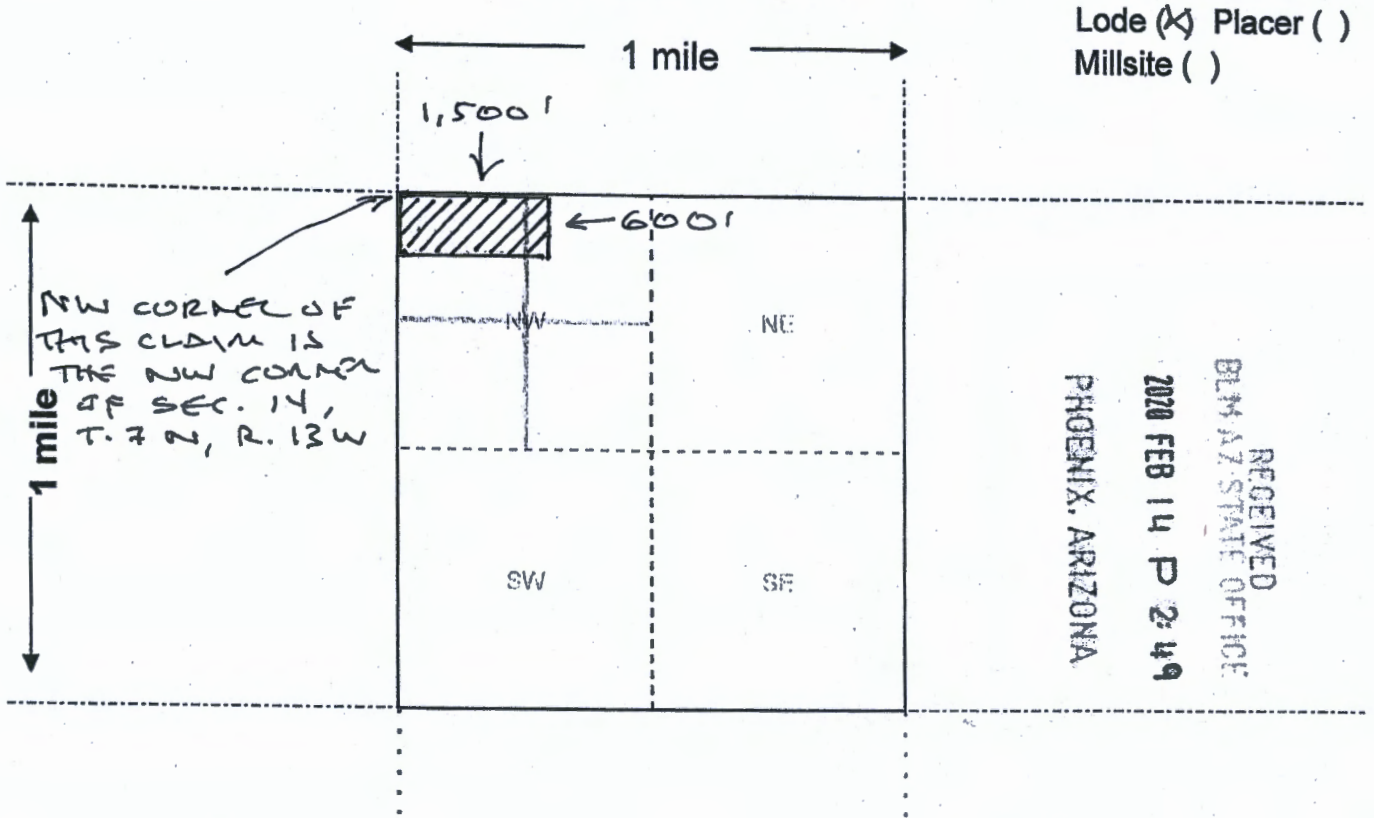 Lode (X) Placer ( )
Millsite ( )
1 mile
1,500'
600'
NW CORNER OF
THIS CLAIM IS
THE NW CORNER
OF SEC. 14,
T. 7 N, R. 13 W
1 mile
NW
NE
SW
SE
RECEIVED
BLM AZ STATE OFFICE
2020 FEB 14 P 2:49
PHOENIX, ARIZONA